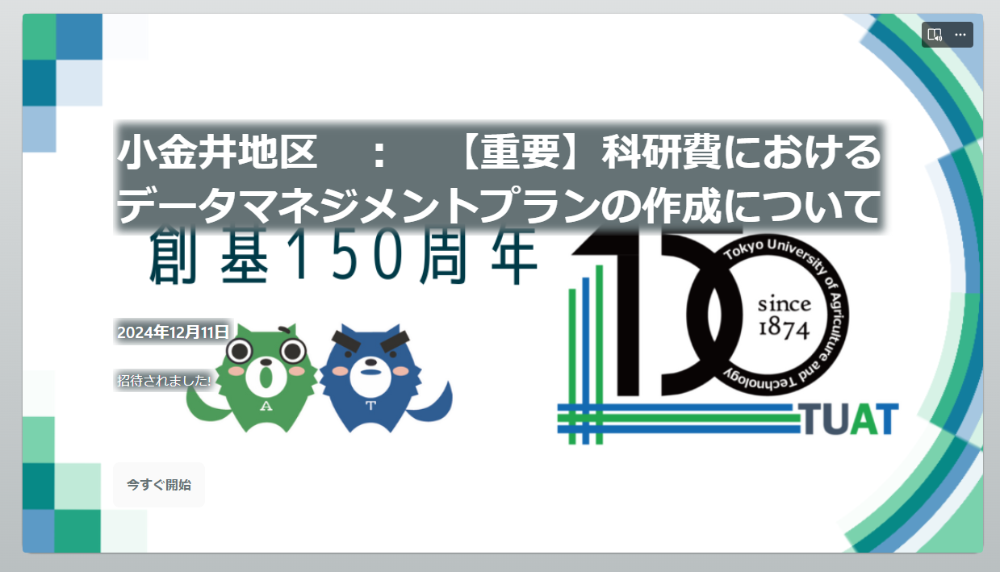 小金井地区　：　【重要】科研費における
データマネジメントプランの作成について
創基150周年
150
Tokyo University of Agriculture and Technology
since
1874
2024年12月11日
招待されました!
A
T
TUAT
今すぐ開始